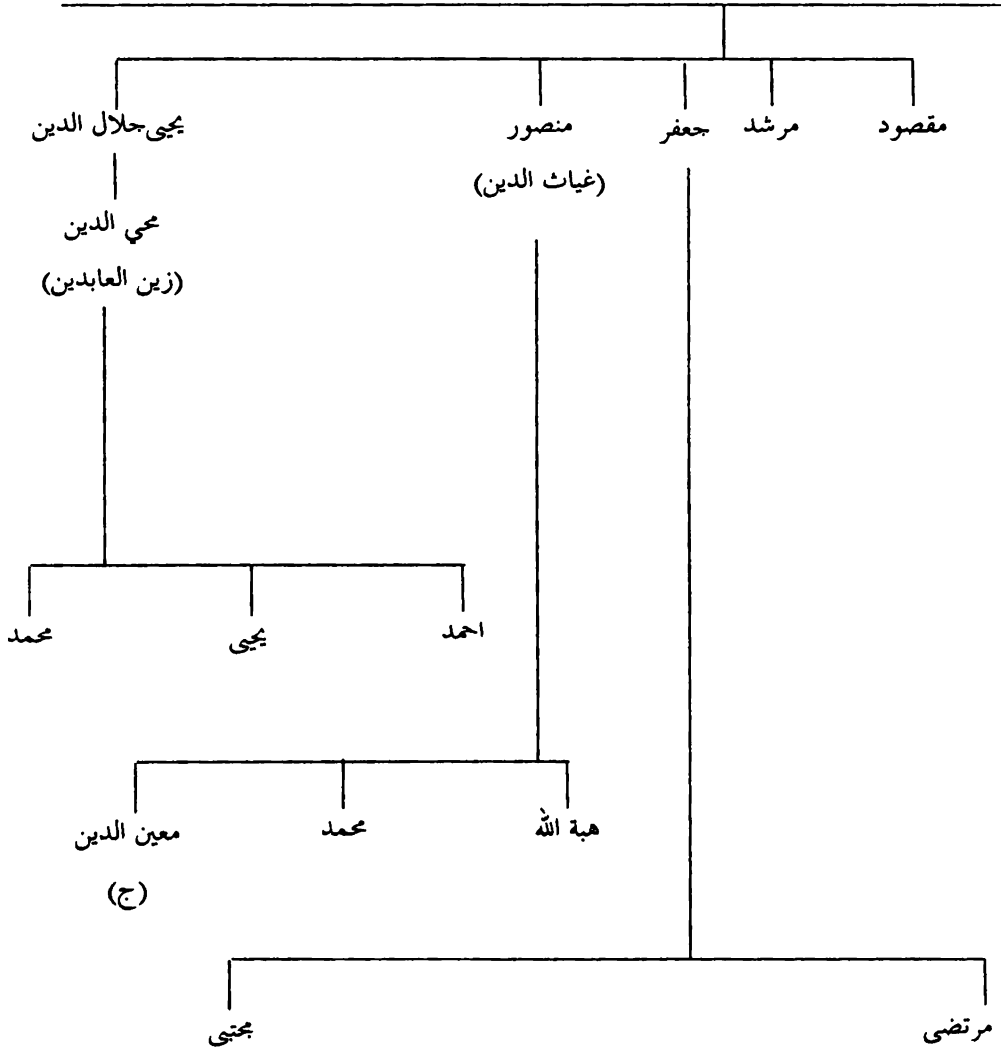 مقصود مرشد جعفر منصور يحيى جلال الدين
(غياث الدين)
محي الدين
(زين العابدين)
احمد يحيى محمد
هبة الله محمد معين الدين
(ج)
مرتضى مجتبى